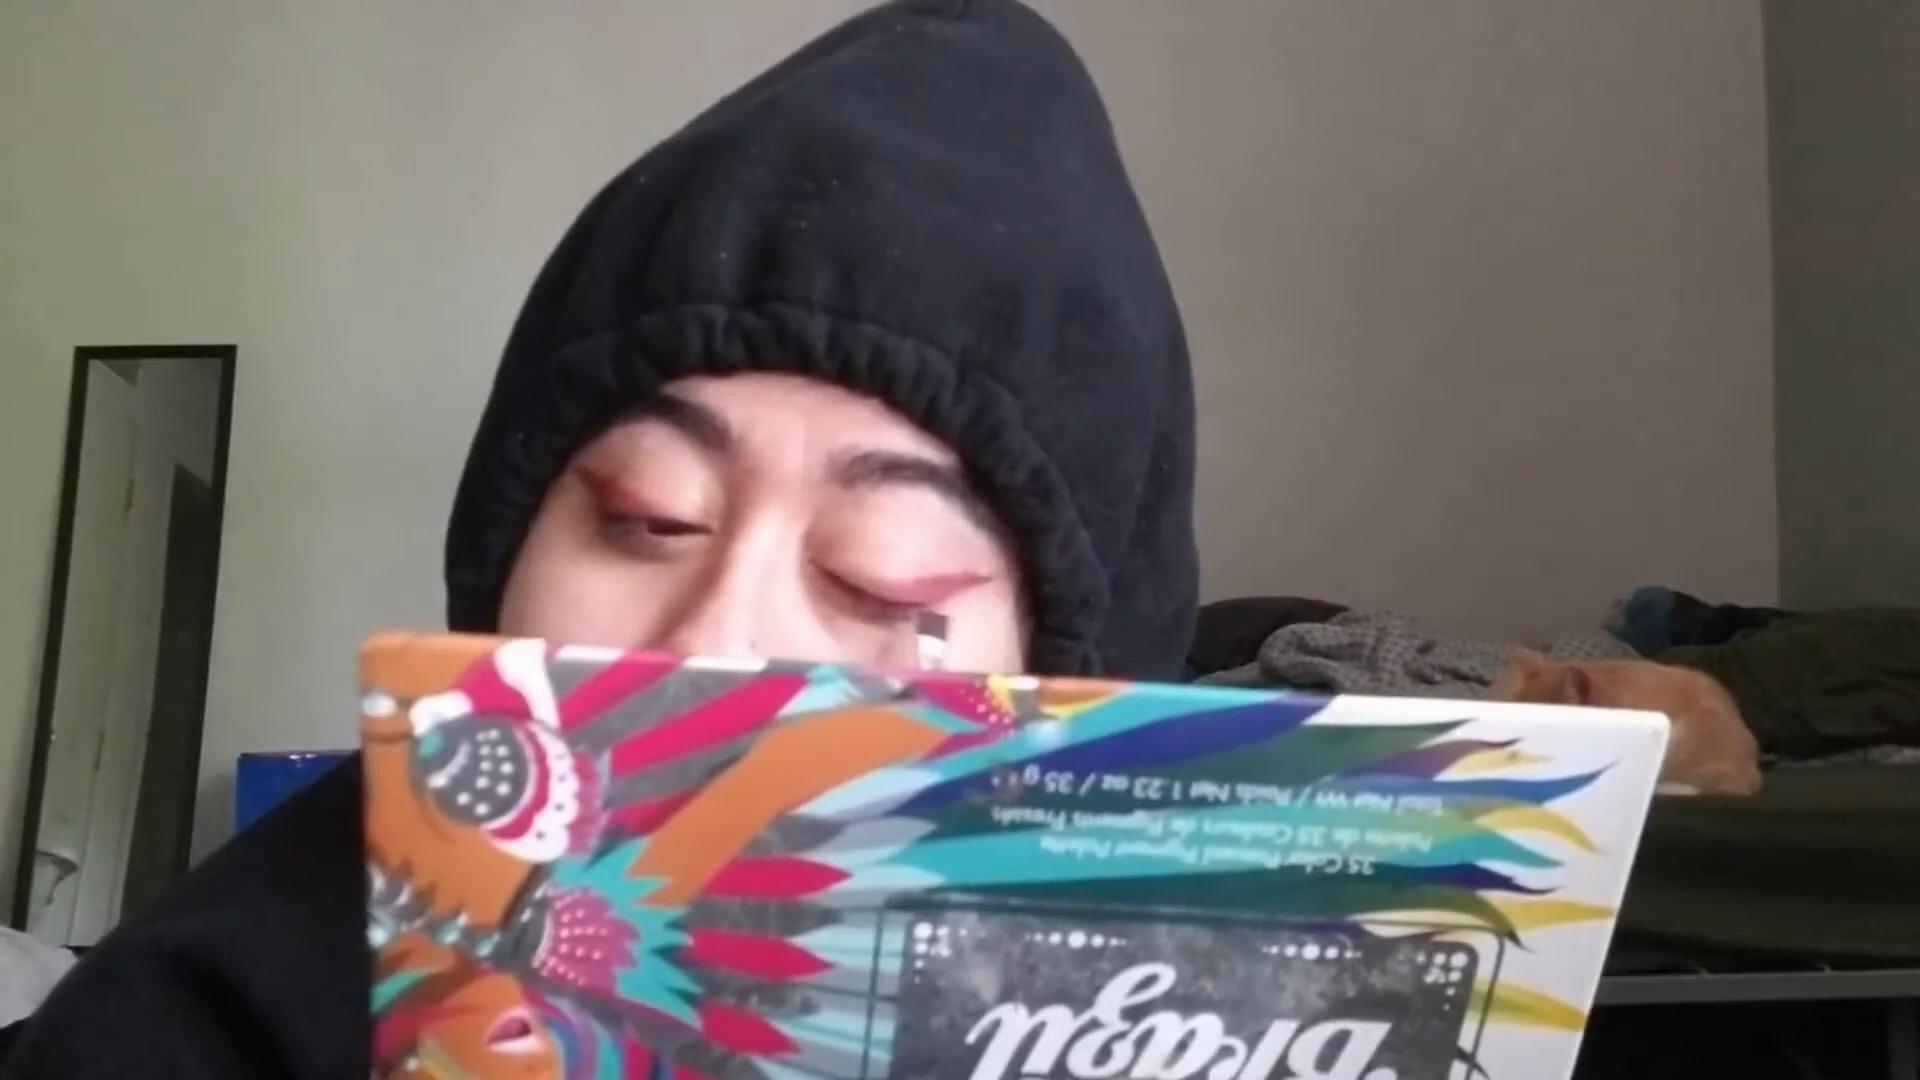 Brazil
35 Color Pressed Pigment Palette
Palette de 35 Couleurs de Pigments Pressés
Total Net Wt / Poids Net 1.23 oz / 35 g